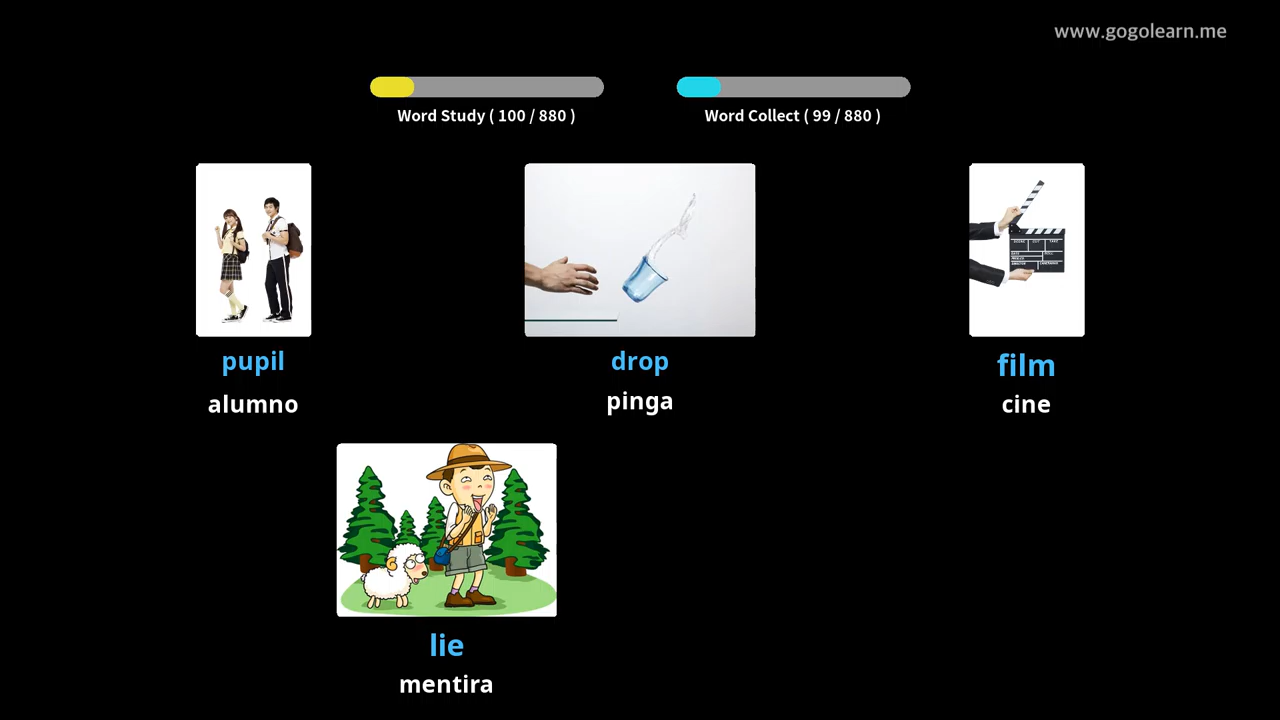 www.gogolearn.me
Word Study ( 100 / 880 )
Word Collect ( 99 / 880 )
pupil
alumno
drop
pinga
film
cine
lie
mentira